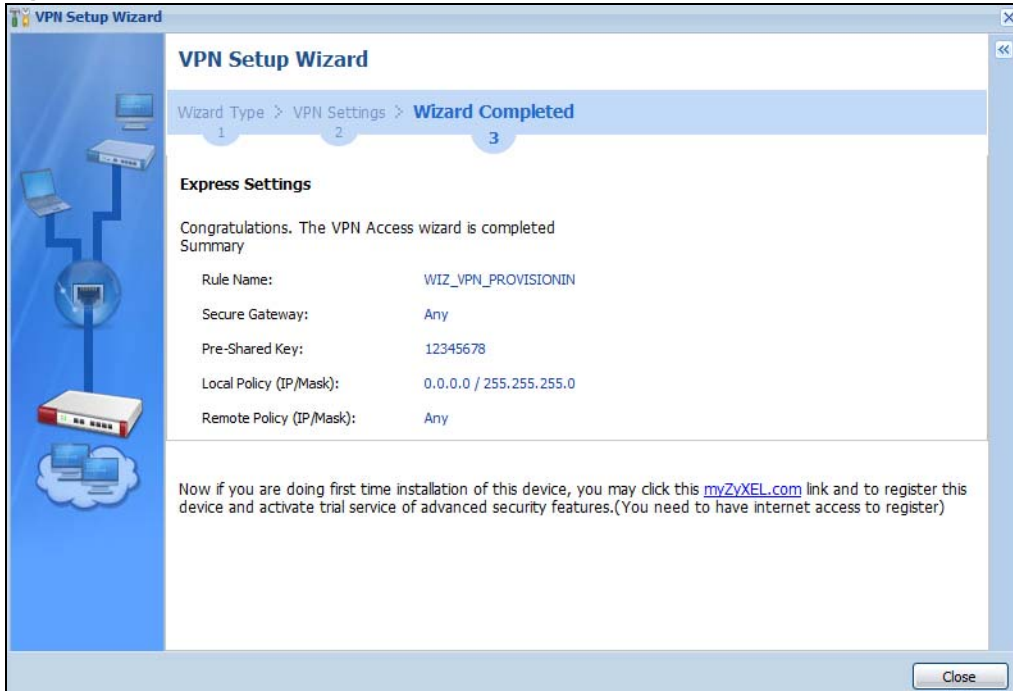 VPN Setup Wizard
VPN Setup Wizard
Wizard Type > VPN Settings > Wizard Completed
1 2 3
Express Settings
Congratulations. The VPN Access wizard is completed
Summary
Rule Name: WIZ_VPN_PROVISIONIN
Secure Gateway: Any
Pre-Shared Key: 12345678
Local Policy (IP/Mask): 0.0.0.0 / 255.255.255.0
Remote Policy (IP/Mask): Any
Now if you are doing first time installation of this device, you may click this myZyXEL.com link and to register this
device and activate trial service of advanced security features.(You need to have internet access to register)
Close